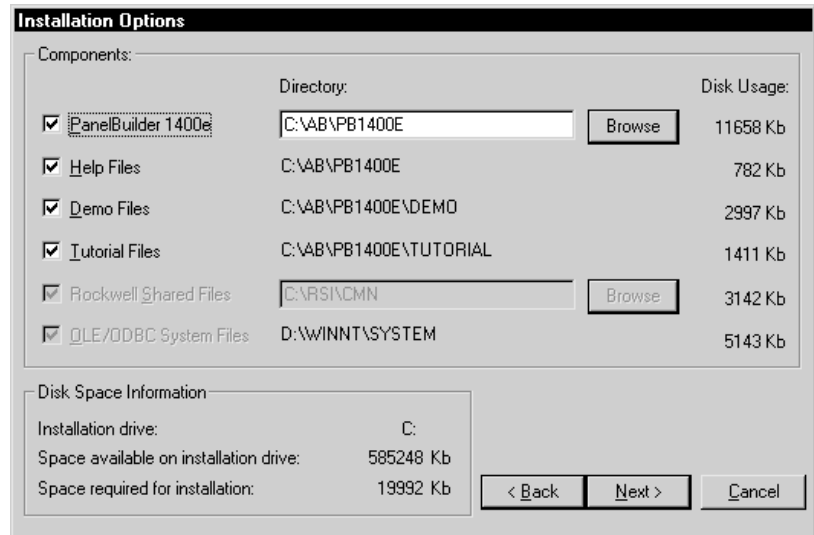 Installation Options
Components:
Directory: Disk Usage:
PanelBuilder 1400e C:\AB\PB1400E Browse 11658 Kb
Help Files C:\AB\PB1400E 782 Kb
Demo Files C:\AB\PB1400E\DEMO 2997 Kb
Tutorial Files C:\AB\PB1400E\TUTORIAL 1411 Kb
Rockwell Shared Files C:\RSI\CMN Browse 3142 Kb
OLE/ODBC System Files D:\WINNT\SYSTEM 5143 Kb
Disk Space Information
Installation drive: C:
Space available on installation drive: 585248 Kb
Space required for installation: 19992 Kb
< Back Next > Cancel